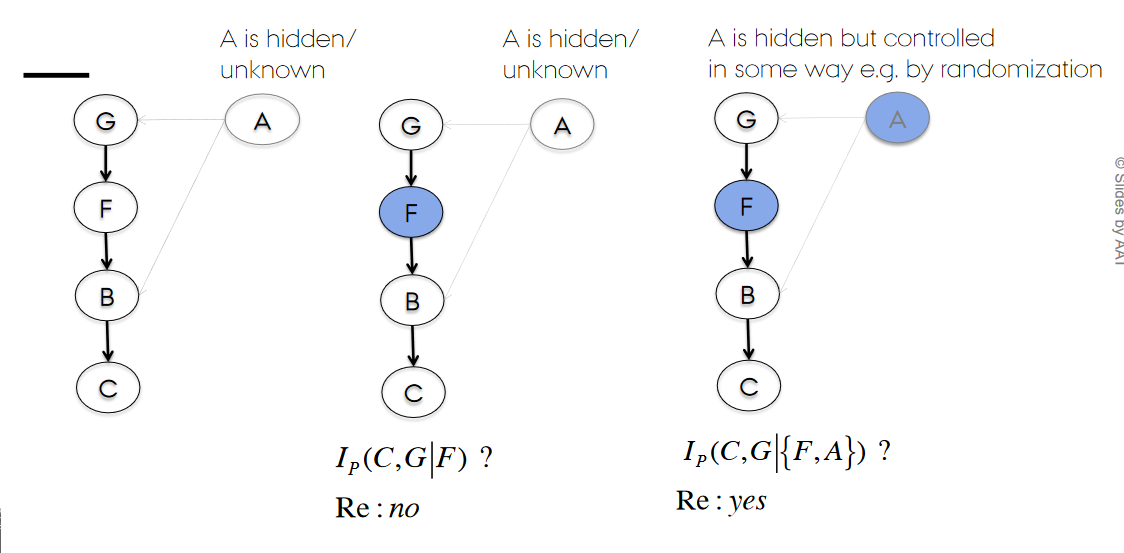 A is hidden/
unknown
A is hidden/
unknown
A is hidden but controlled
in some way e.g. by randomization
G
A
F
B
C
G
A
F
B
C
G
A
F
B
C
I_P(C,G|F) ?
Re : no
I_P(C,G|{F,A}) ?
Re : yes
© Slides by AAI